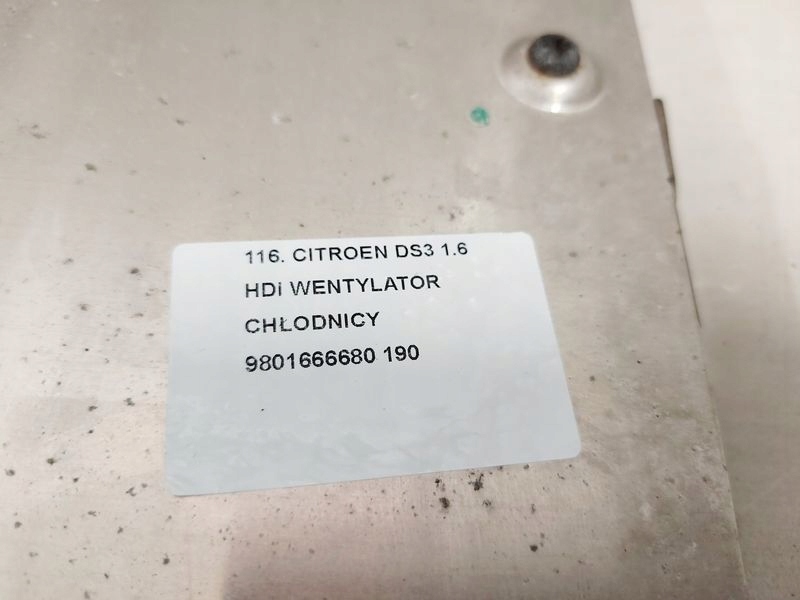 116. CITROEN DS3 1.6
HDi WENTYLATOR
CHŁODNICY
9801666680 190